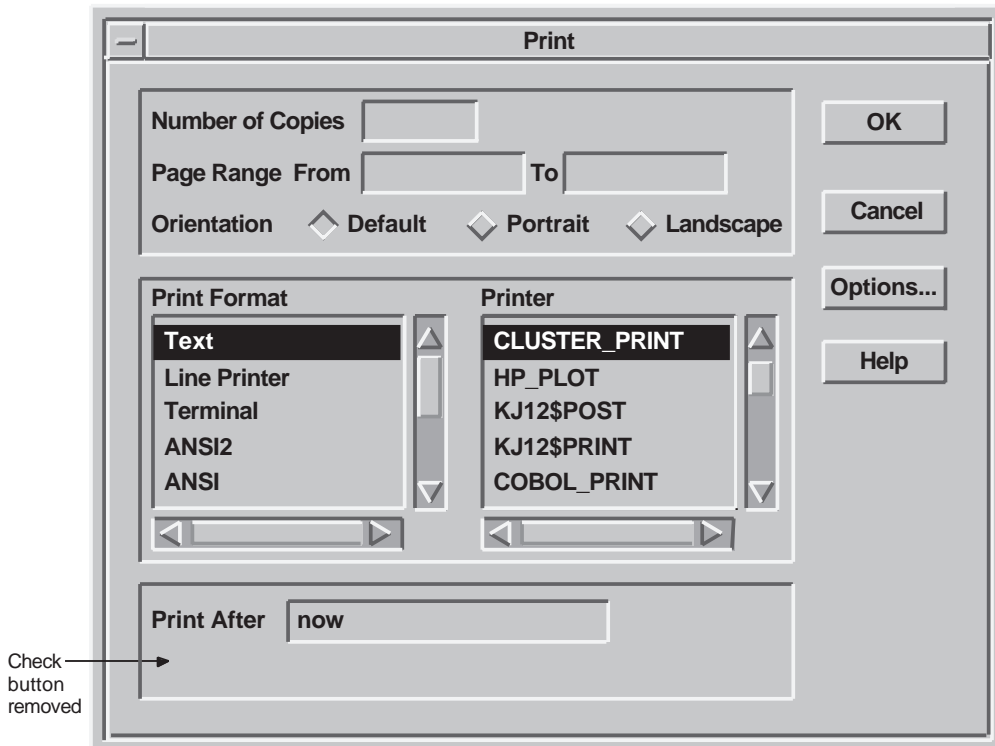 Print
Number of Copies
Page Range From To
Orientation Default Portrait Landscape
OK
Cancel
Options...
Help
Print Format
Text
Line Printer
Terminal
ANSI2
ANSI
Printer
CLUSTER_PRINT
HP_PLOT
KJ12$POST
KJ12$PRINT
COBOL_PRINT
Print After now
Check
button
removed